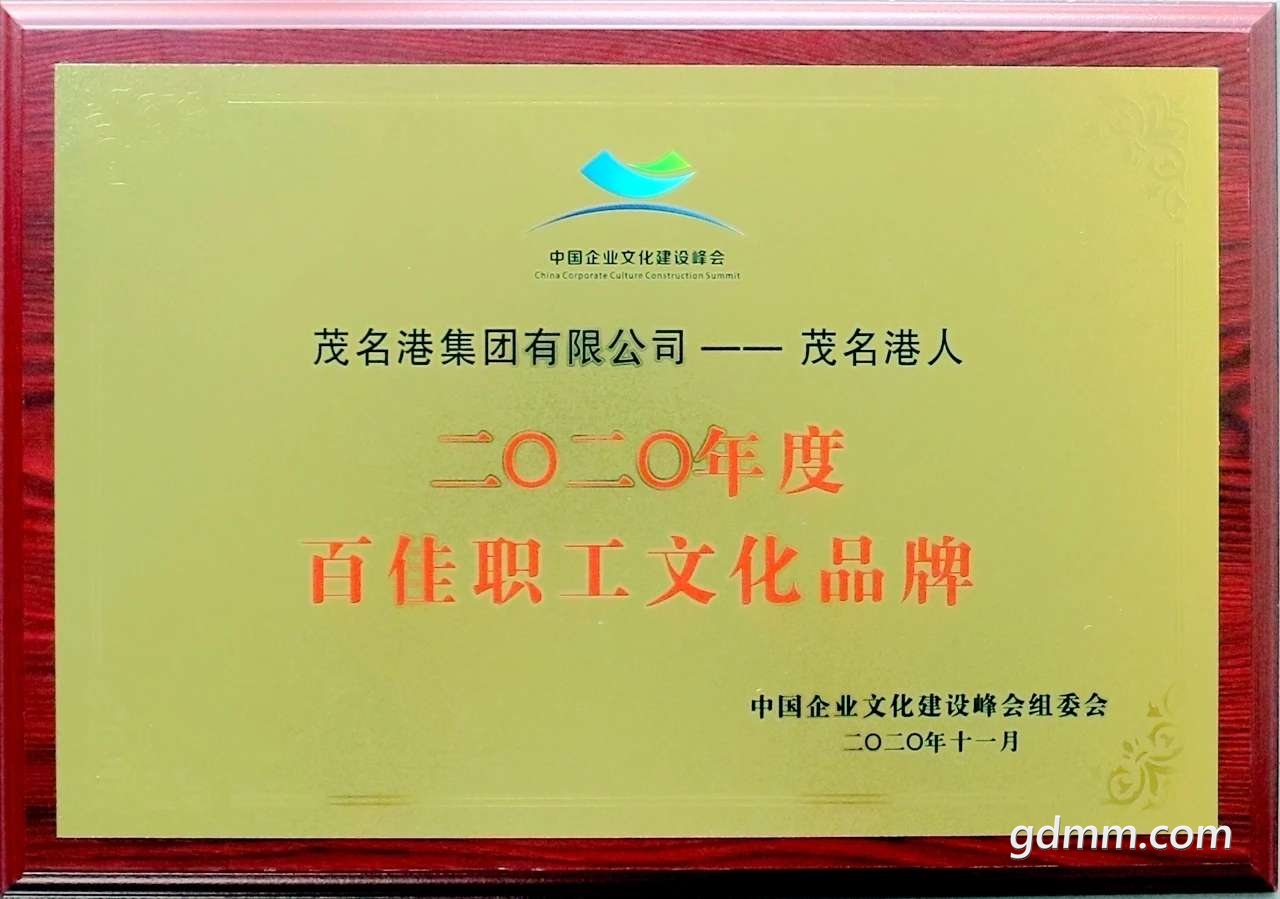 中国企业文化建设峰会
China Corporate Culture Construction Summit
茂名港集团有限公司 —— 茂名港人
二〇二〇年度
百佳职工文化品牌
中国企业文化建设峰会组委会
二〇二〇年十一月
gdmm.com